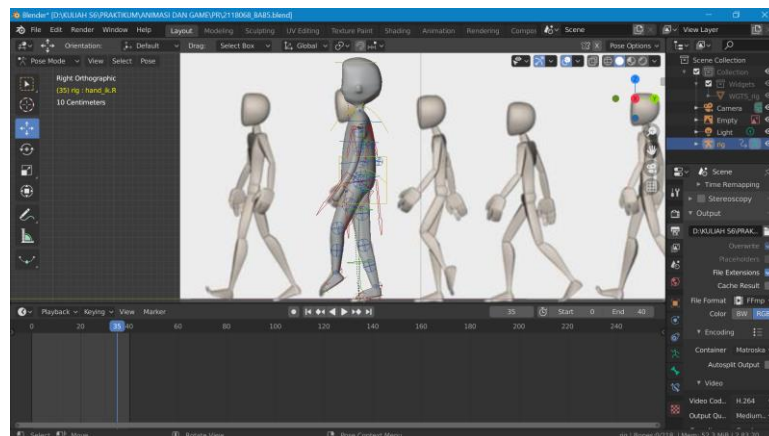 Blender* [D:\KULIAH S6\PRAKTIKUM\ANIMASI DAN GAME\PR\2118068_BAB5.blend]
File Edit Render Window Help Layout Modeling Sculpting UV Editing Texture Paint Shading Animation Rendering Compos Scene View Layer
Orientation: Default Drag: Select Box Global Pose Options
Pose Mode View Select Pose
Right Orthographic
(35) rig : hand_ik.R
10 Centimeters
Scene Collection
Collection
Widgets
WGTS_rig
Camera
Empty
Light
rig
Scene
Time Remapping
Stereoscopy
Output
D:\KULIAH S6\PRAK..
Overwrite
Placeholders
File Extensions
Cache Result
File Format FFmp
Color BW RGB
Encoding
Container Matroska
Autosplit Output
Video
Video Cod.. H.264
Output Qu.. Medium..
Playback Keying View Marker 35 Start 0 End 40
0 20 35 40 60 80 100 120 140 160 180 200 220 240
Select Move Rotate View Pose Context Menu